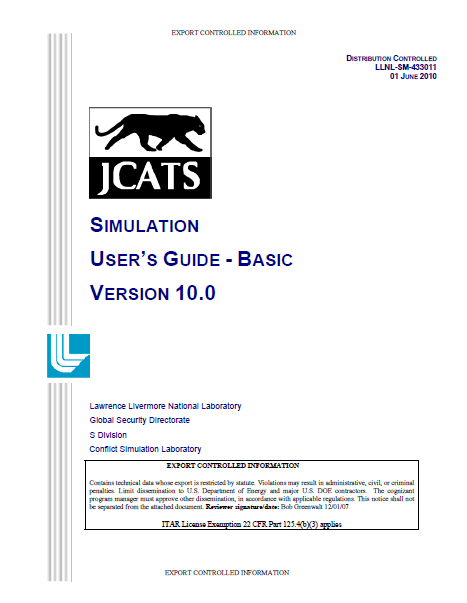 EXPORT CONTROLLED INFORMATION
DISTRIBUTION CONTROLLED
LLNL-SM-433011
01 JUNE 2010
JCATS
SIMULATION
USER'S GUIDE - BASIC
VERSION 10.0
Lawrence Livermore National Laboratory
Global Security Directorate
S Division
Conflict Simulation Laboratory
EXPORT CONTROLLED INFORMATION
Contains technical data whose export is restricted by statute. Violations may result in administrative, civil, or criminal
penalties. Limit dissemination to U.S. Department of Energy and major U.S. DOE contractors. The cognizant
program manager must approve other dissemination, in accordance with applicable regulations. This notice shall not
be separated from the attached document. Reviewer signature/date: Bob Greenwalt 12/01/07
ITAR License Exemption 22 CFR Part 125.4(b)(3) applies
EXPORT CONTROLLED INFORMATION